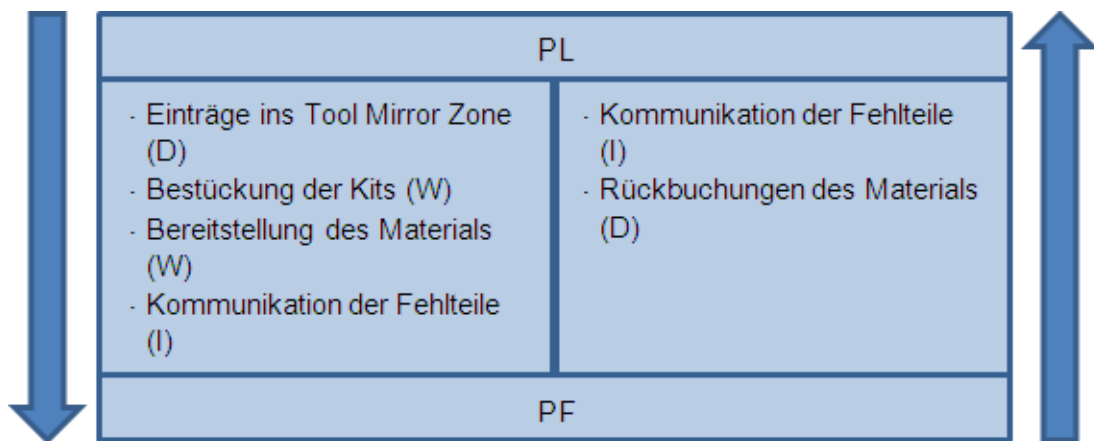 PL
- Einträge ins Tool Mirror Zone
(D)
- Bestückung der Kits (W)
- Bereitstellung des Materials
(W)
- Kommunikation der Fehlteile
(I)
- Kommunikation der Fehlteile
(I)
- Rückbuchungen des Materials
(D)
PF